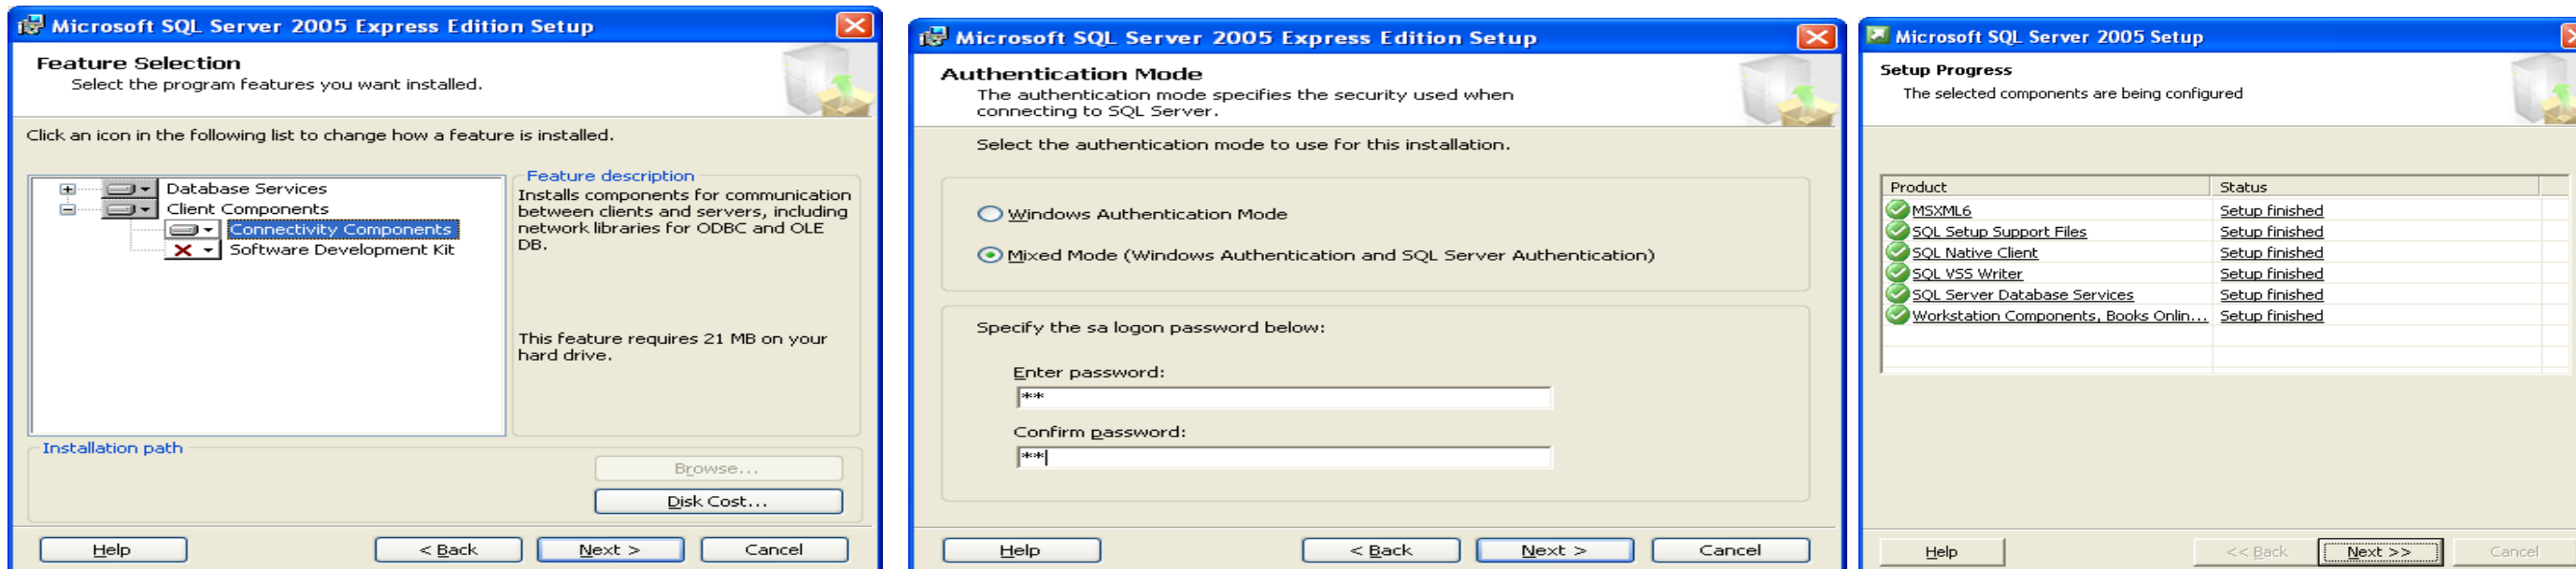 Microsoft SQL Server 2005 Express Edition Setup
Feature Selection
Select the program features you want installed.
Click an icon in the following list to change how a feature is installed.
Database Services
Client Components
Connectivity Components
Software Development Kit
Feature description
Installs components for communication
between clients and servers, including
network libraries for ODBC and OLE
DB.
This feature requires 21 MB on your
hard drive.
Installation path
Browse...
Disk Cost...
Help
< Back
Next >
Cancel
Microsoft SQL Server 2005 Express Edition Setup
Authentication Mode
The authentication mode specifies the security used when
connecting to SQL Server.
Select the authentication mode to use for this installation.
Windows Authentication Mode
Mixed Mode (Windows Authentication and SQL Server Authentication)
Specify the sa logon password below:
Enter password:
**
Confirm password:
**
Help
< Back
Next >
Cancel
Microsoft SQL Server 2005 Setup
Setup Progress
The selected components are being configured
Product Status
MSXML6 Setup finished
SQL Setup Support Files Setup finished
SQL Native Client Setup finished
SQL VSS Writer Setup finished
SQL Server Database Services Setup finished
Workstation Components, Books Onlin... Setup finished
Help
<< Back
Next >>
Cancel